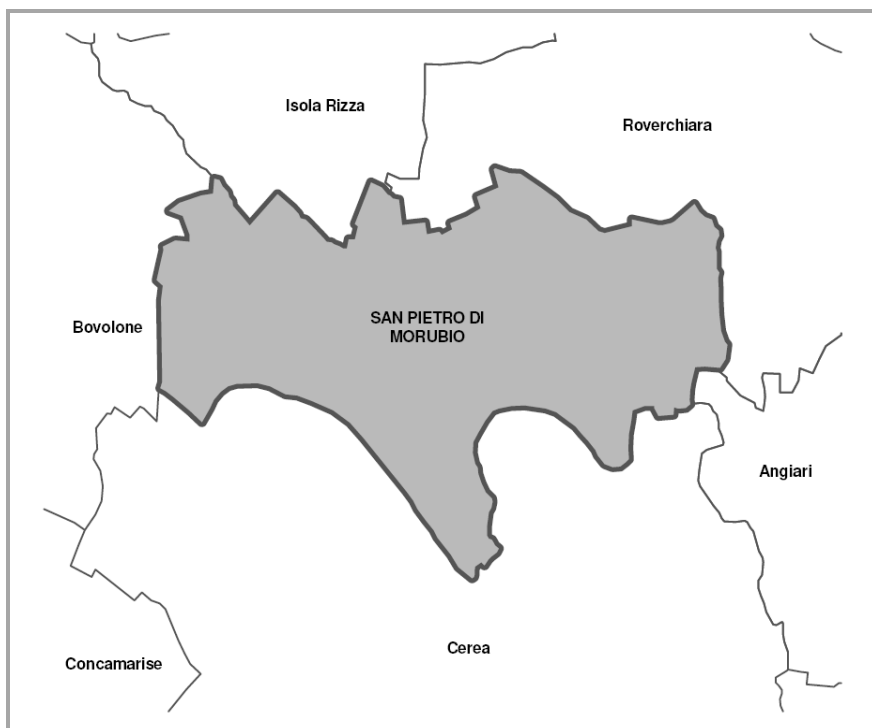 Isola Rizza
Roverchiara
SAN PIETRO DI
MORUBIO
Bovolone
Angiari
Cerea
Concamarise